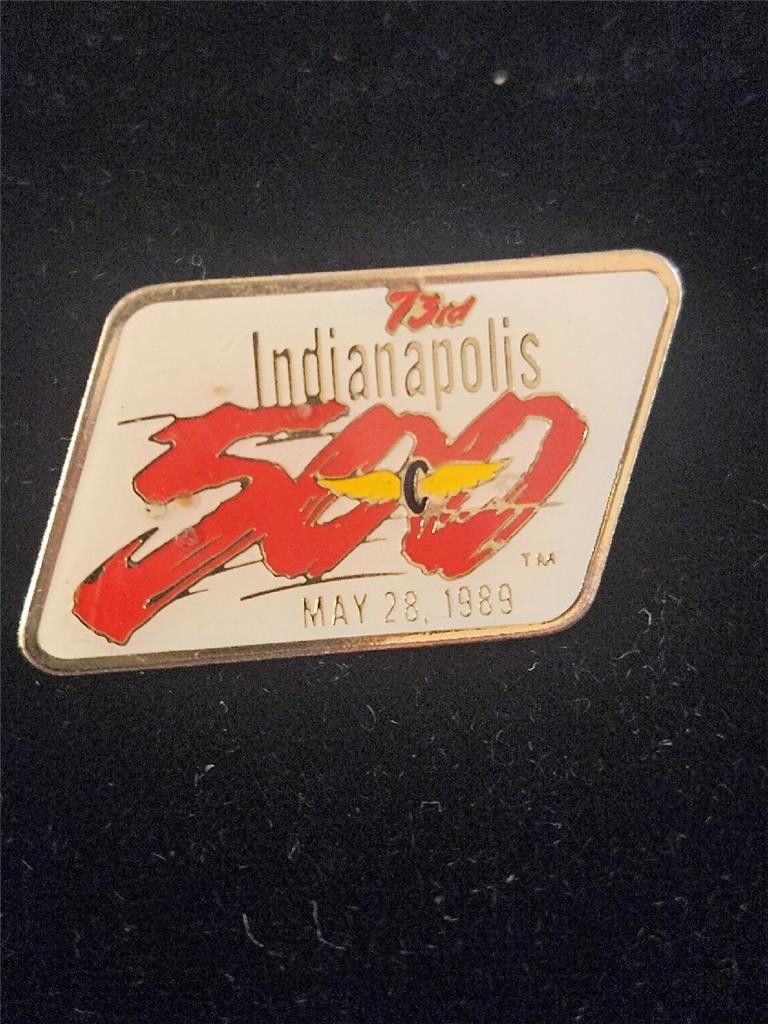 73rd
Indianapolis
500
TM
MAY 28, 1989